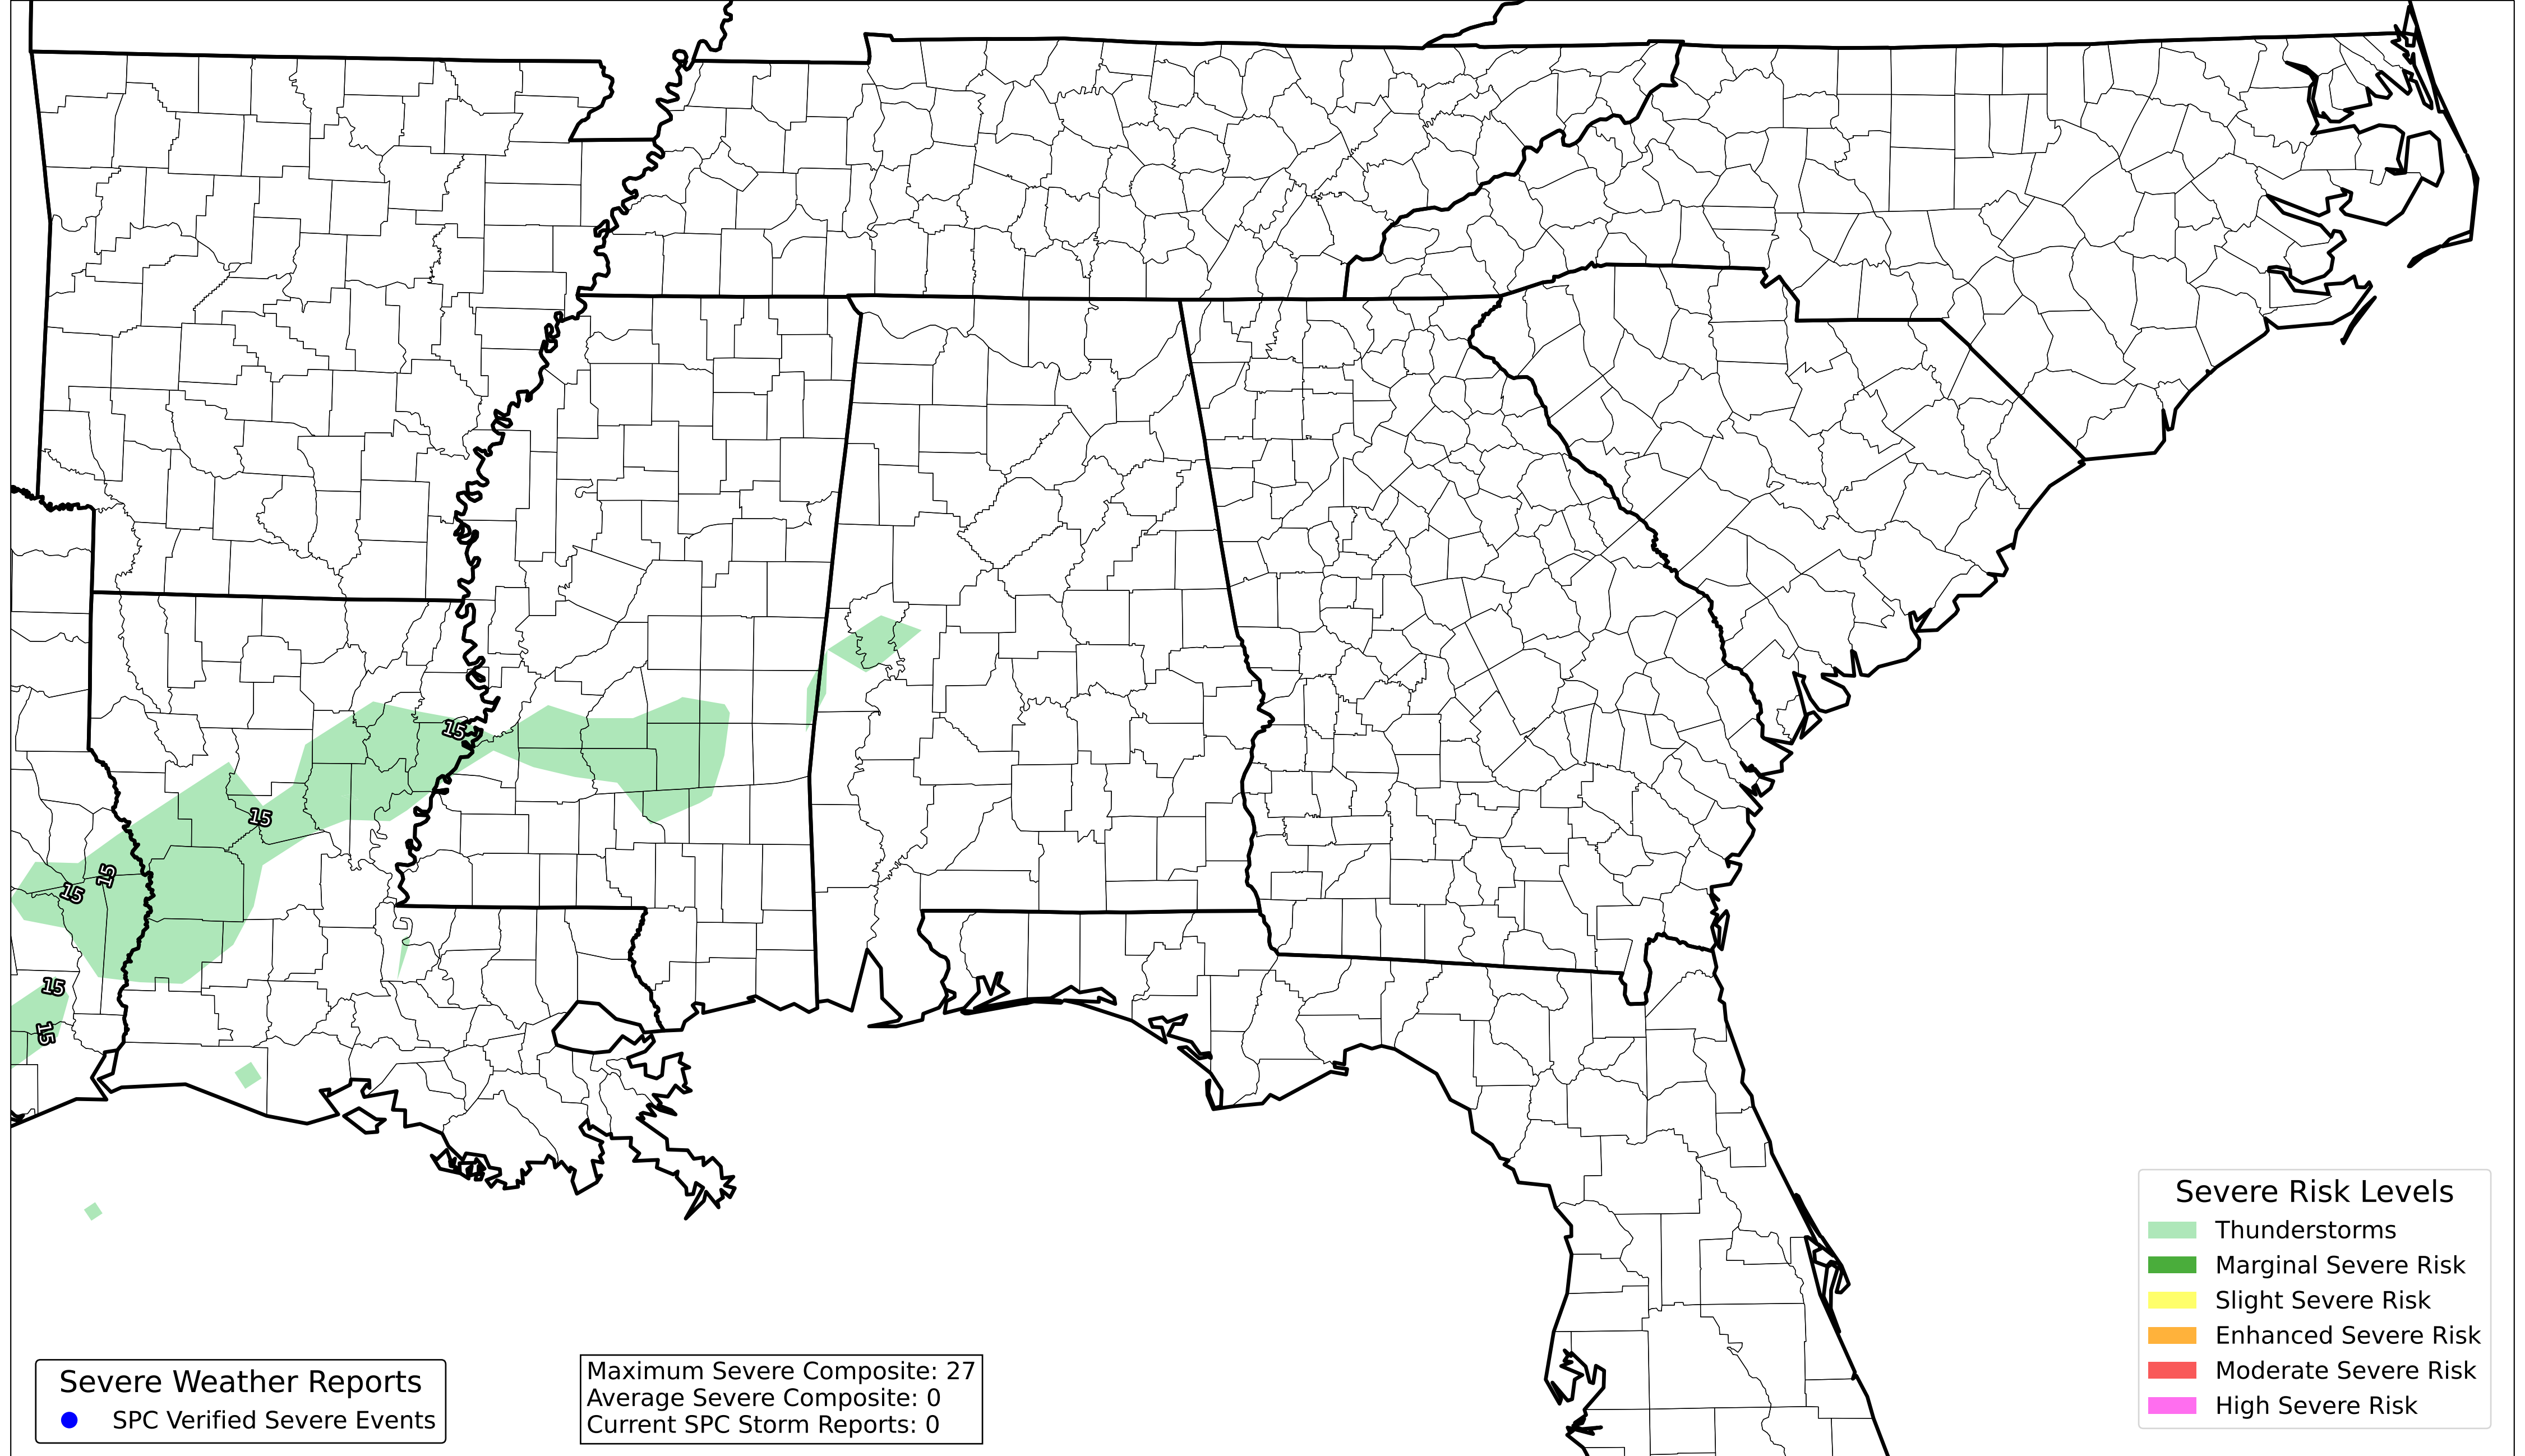 15
15
15
15
15
15
Severe Risk Levels
Thunderstorms
Marginal Severe Risk
Slight Severe Risk
Enhanced Severe Risk
Moderate Severe Risk
High Severe Risk
Severe Weather Reports
SPC Verified Severe Events
Maximum Severe Composite: 27
Average Severe Composite: 0
Current SPC Storm Reports: 0